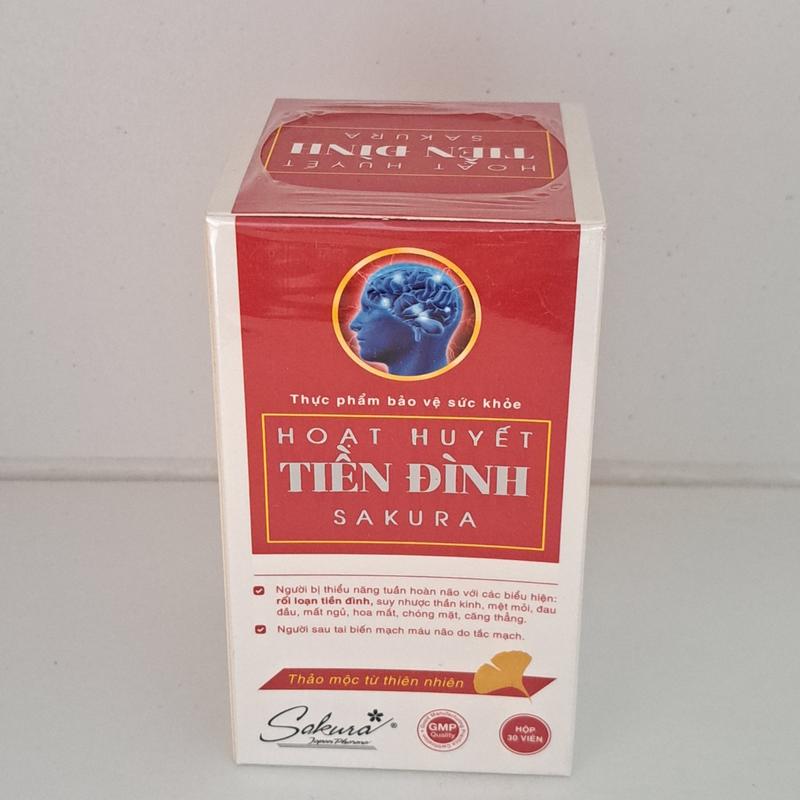 HOẠT HUYẾT
TIỀN ĐÌNH
SAKURA
Thực phẩm bảo vệ sức khỏe
HOẠT HUYẾT
TIỀN ĐÌNH
SAKURA
Người bị thiểu năng tuần hoàn não với các biểu hiện:
rối loạn tiền đình, suy nhược thần kinh, mệt mỏi, đau
đầu, mất ngủ, hoa mắt, chóng mặt, căng thẳng.
Người sau tai biến mạch máu não do tắc mạch.
Thảo mộc từ thiên nhiên
Sakura®
Japan Pharma
GMP
Quality
HỘP
30 VIÊN